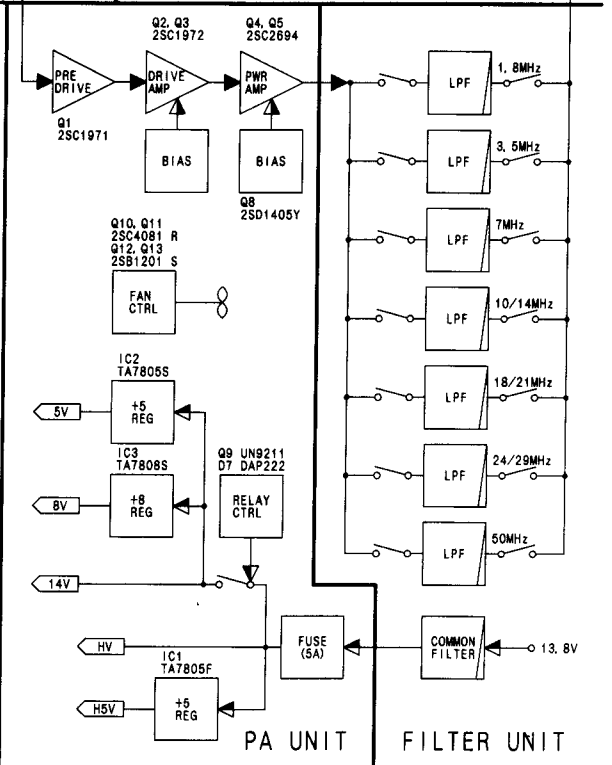 Q2, Q3
2SC1972
Q4, Q5
2SC2694
PRE
DRIVE
DRIVE
AMP
PWR
AMP
Q1
2SC1971
BIAS
BIAS
Q8
2SD1405Y
LPF
1, 8MHz
LPF
3, 5MHz
LPF
7MHz
LPF
10/14MHz
LPF
18/21MHz
LPF
24/29MHz
LPF
50MHz
Q10, Q11
2SC4081 R
Q12, Q13
2SB1201 S
FAN
CTRL
IC2
TA7805S
5V
+5
REG
IC3
TA7808S
8V
+8
REG
Q9 UN9211
D7 DAP222
RELAY
CTRL
14V
HV
FUSE
(5A)
COMMON
FILTER
13, 8V
IC1
TA7805F
H5V
+5
REG
PA UNIT
FILTER UNIT